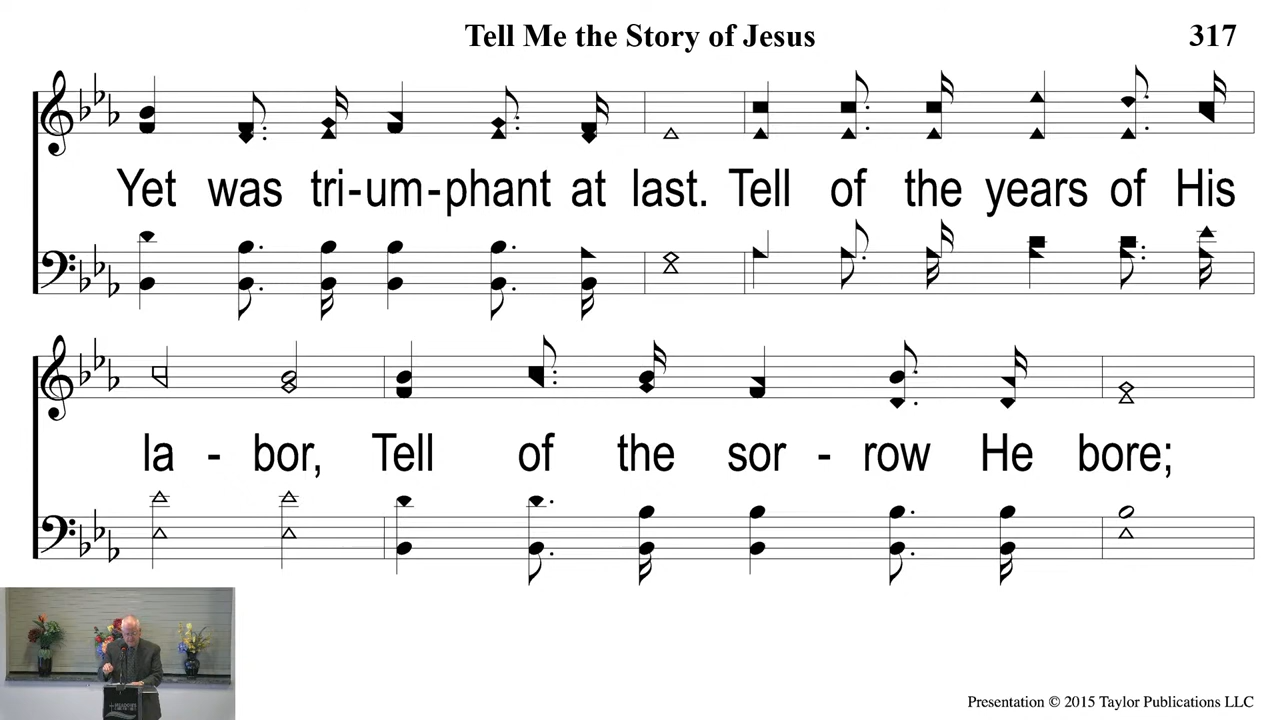 Tell Me the Story of Jesus 317
Yet was tri-um-phant at last. Tell of the years of His
la - bor, Tell of the sor - row He bore;
Presentation © 2015 Taylor Publications LLC